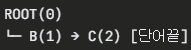 ROOT(0)
└─ B(1) → C(2) [단어끝]